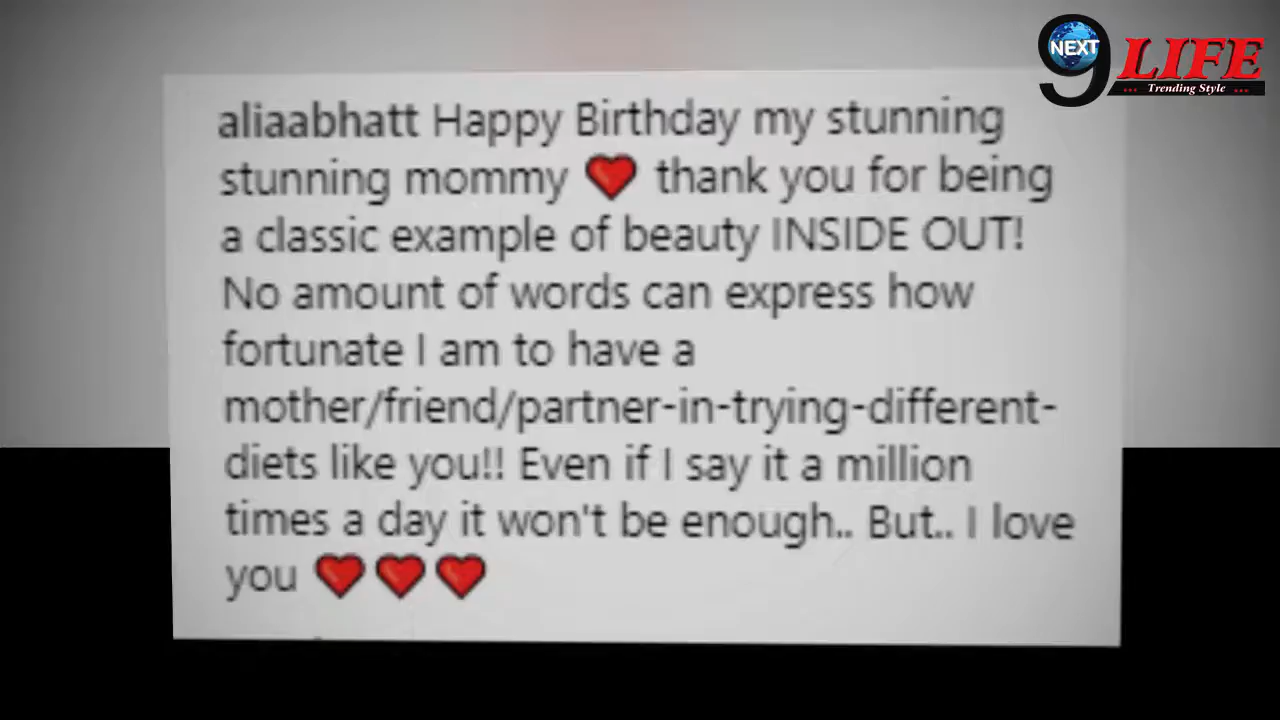 9
NEXT
LIFE
... Trending Style ...
aliaabhatt Happy Birthday my stunning
stunning mommy ❤️ thank you for being
a classic example of beauty INSIDE OUT!
No amount of words can express how
fortunate I am to have a
mother/friend/partner-in-trying-different-
diets like you!! Even if I say it a million
times a day it won't be enough.. But.. I love
you ❤️❤️❤️